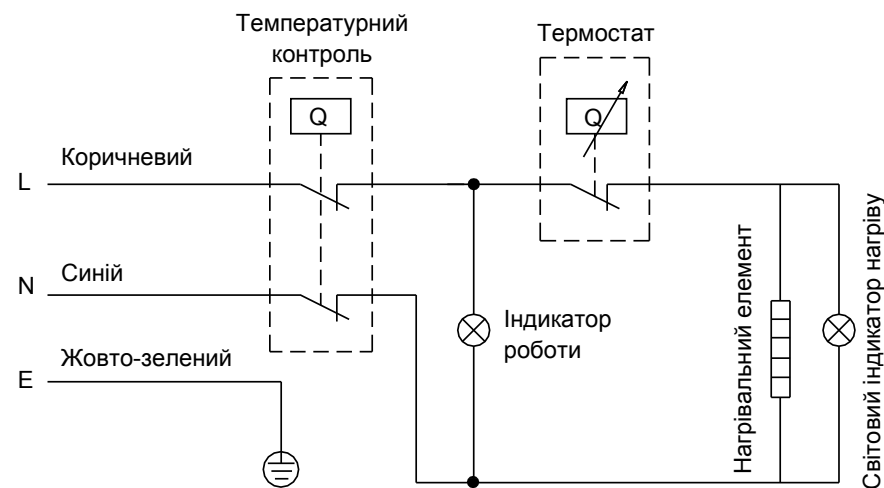 Температурний
контроль
Термостат
Q
Q
Коричневий
L
Синій
N
Жовто-зелений
E
Індикатор
роботи
Нагрівальний елемент
Світовий індикатор нагріву